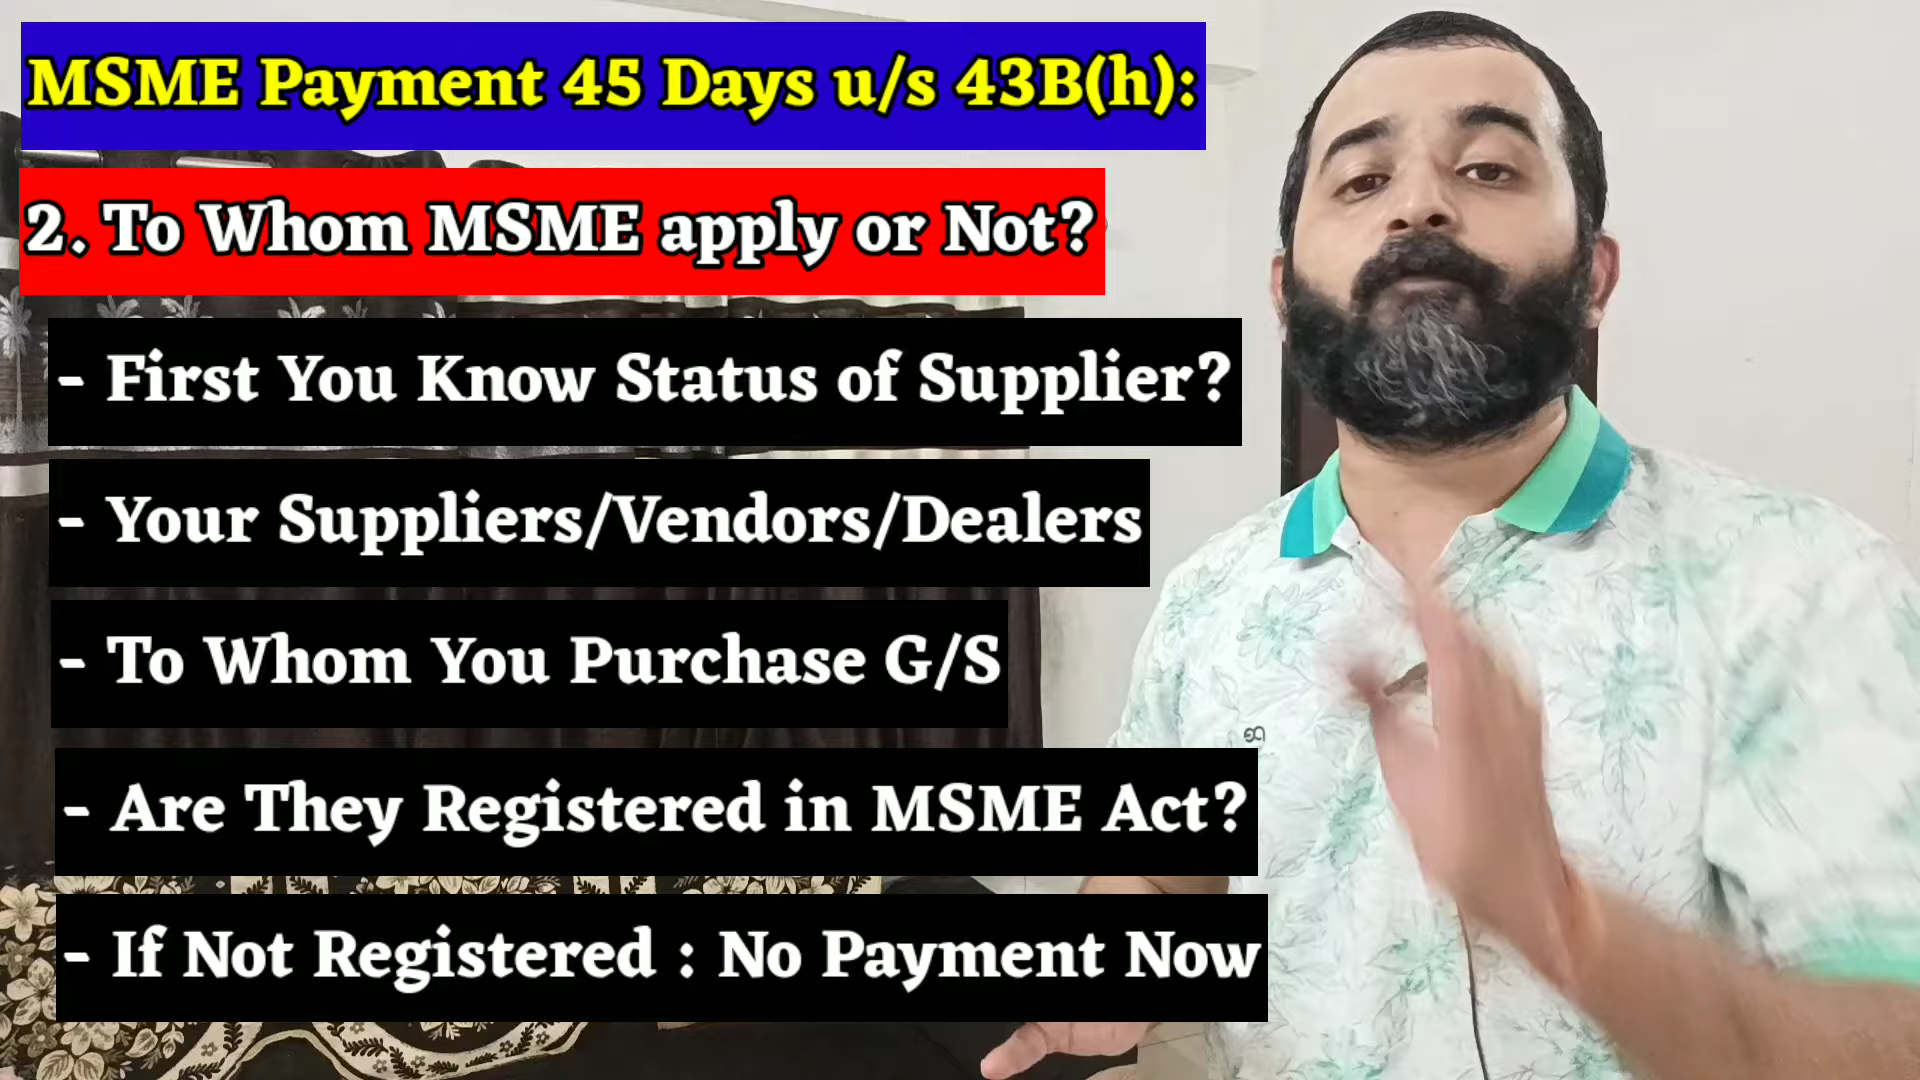 MSME Payment 45 Days u/s 43B(h):
2. To Whom MSME apply or Not?
- First You Know Status of Supplier?
- Your Suppliers/Vendors/Dealers
- To Whom You Purchase G/S
- Are They Registered in MSME Act?
- If Not Registered : No Payment Now